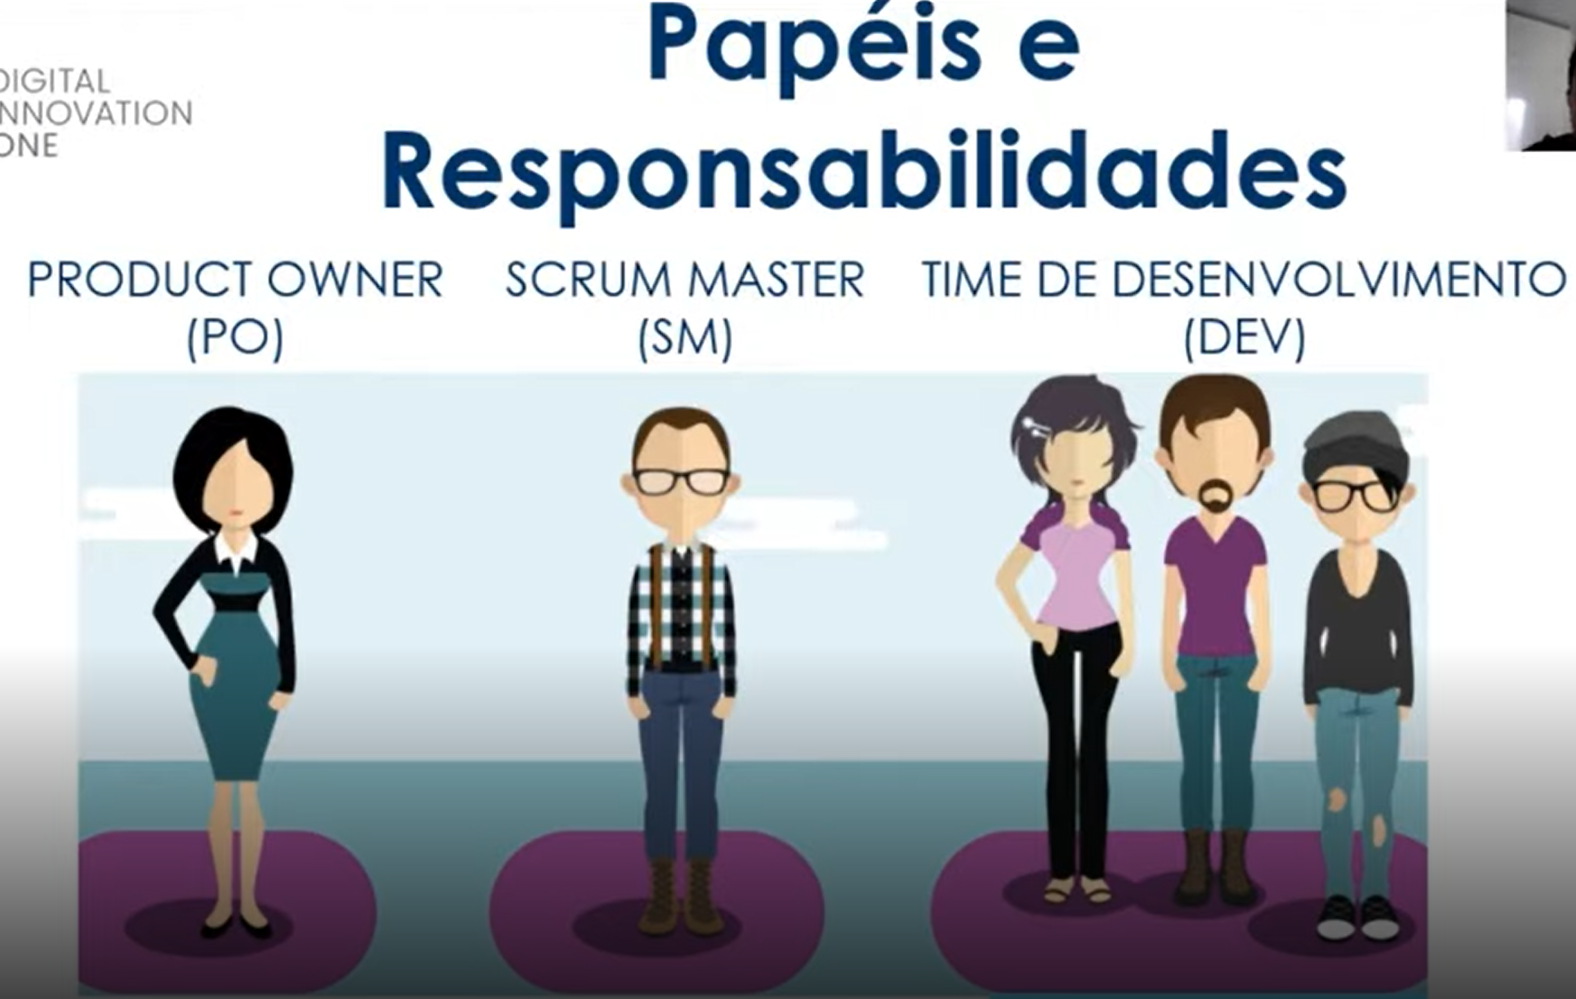 Papéis e
Responsabilidades
DIGITAL
INNOVATION
ONE
PRODUCT OWNER
(PO)
SCRUM MASTER
(SM)
TIME DE DESENVOLVIMENTO
(DEV)